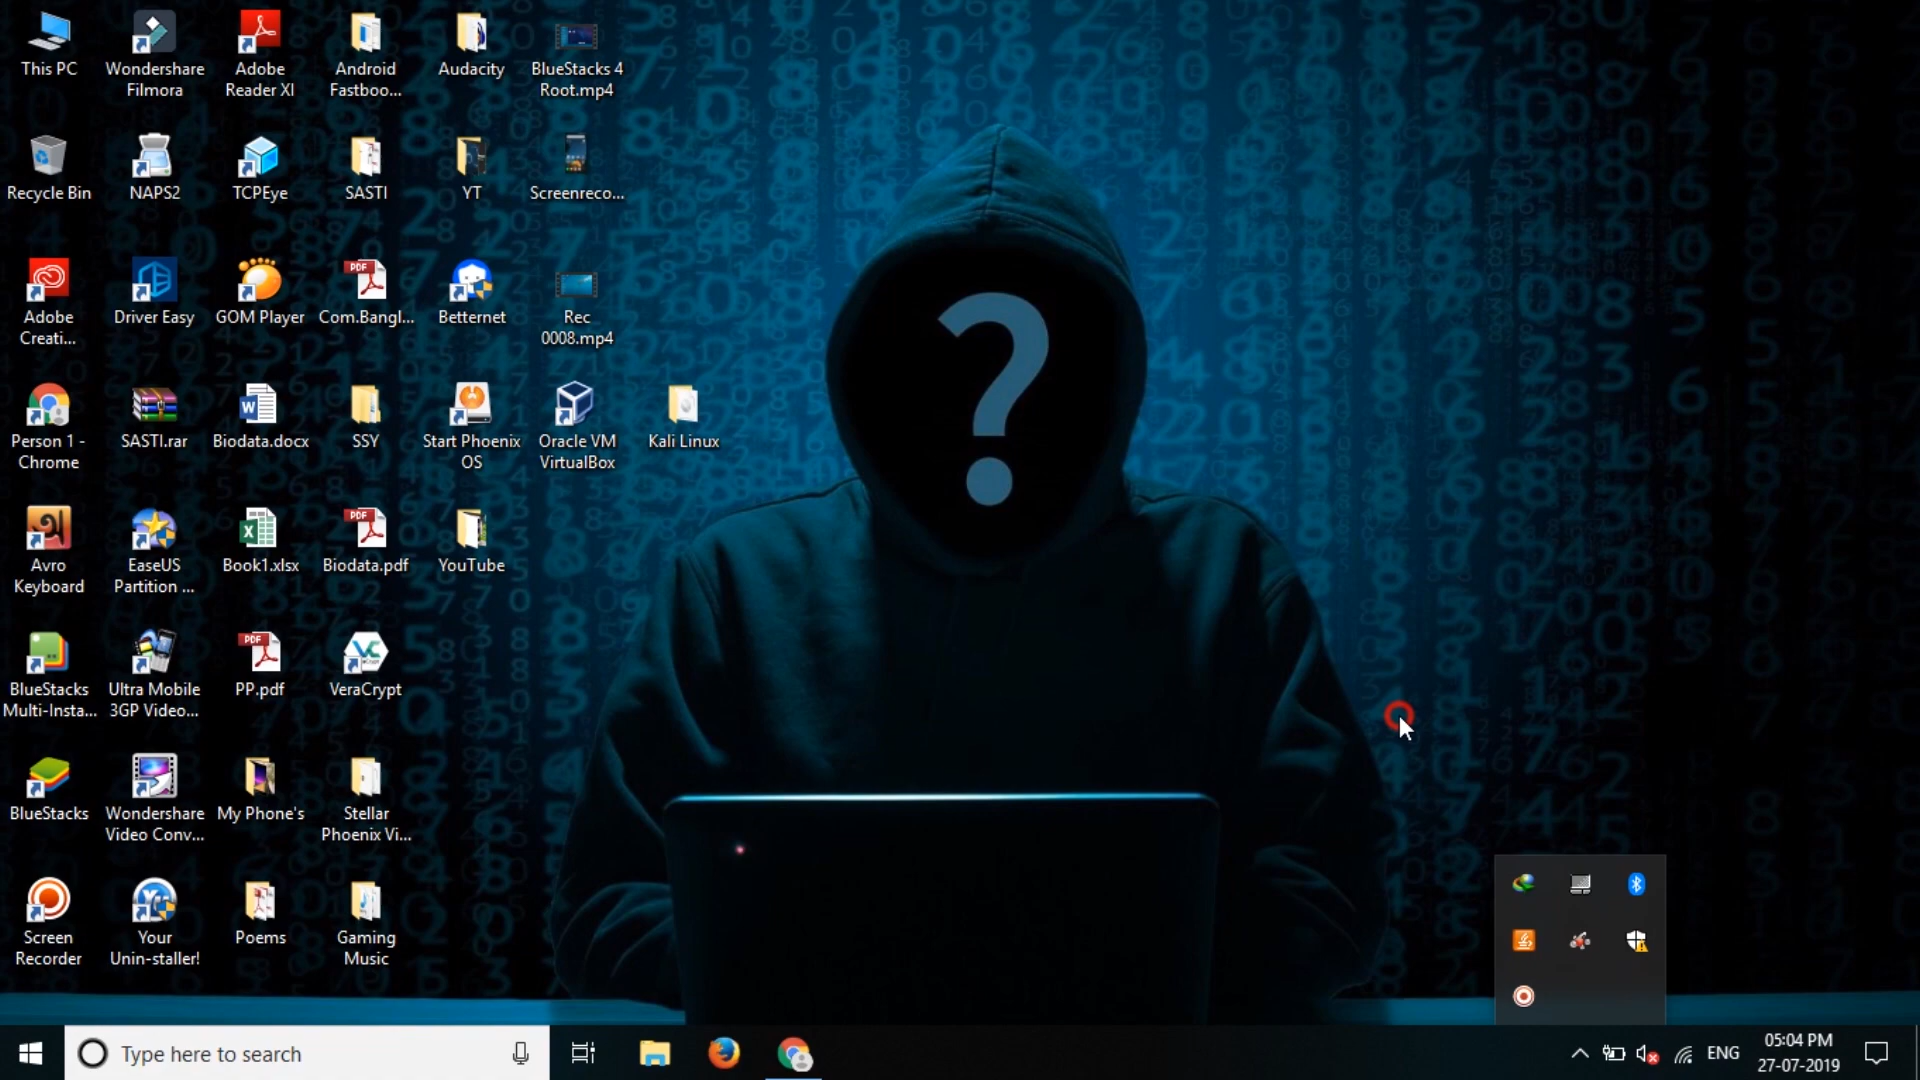 This PC
Wondershare
Filmora
Adobe
Reader XI
Android
Fastboo...
Audacity
BlueStacks 4
Root.mp4
Recycle Bin
NAPS2
TCPEye
SASTI
YT
Screenreco...
Adobe
Creati...
Driver Easy
GOM Player
Com.Bangl...
Betternet
Rec
0008.mp4
Person 1 -
Chrome
SASTI.rar
Biodata.docx
SSY
Start Phoenix
OS
Oracle VM
VirtualBox
Kali Linux
Avro
Keyboard
EaseUS
Partition ...
Book1.xlsx
Biodata.pdf
YouTube
BlueStacks
Multi-Insta...
Ultra Mobile
3GP Video...
PP.pdf
VeraCrypt
BlueStacks
Wondershare
Video Conv...
My Phone's
Stellar
Phoenix Vi...
Screen
Recorder
Your
Unin-staller!
Poems
Gaming
Music
Type here to search
ENG
05:04 PM
27-07-2019